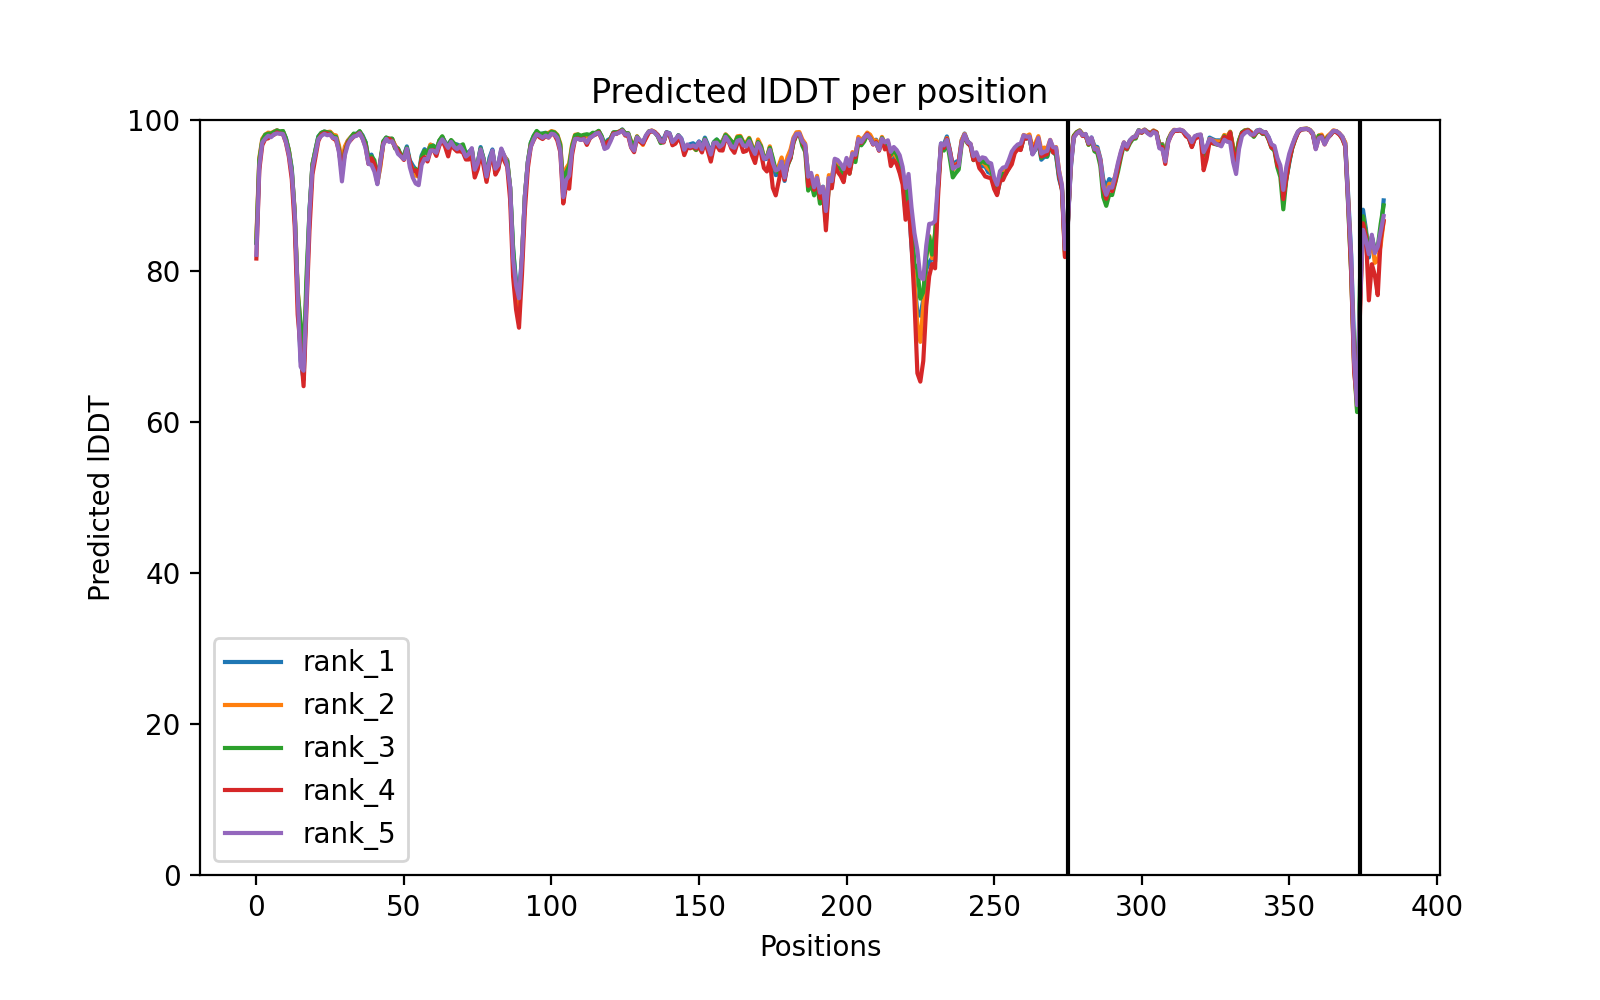 Predicted lDDT per position
100
80
60
40
20
0
Predicted lDDT
rank_1
rank_2
rank_3
rank_4
rank_5
0 50 100 150 200 250 300 350 400
Positions